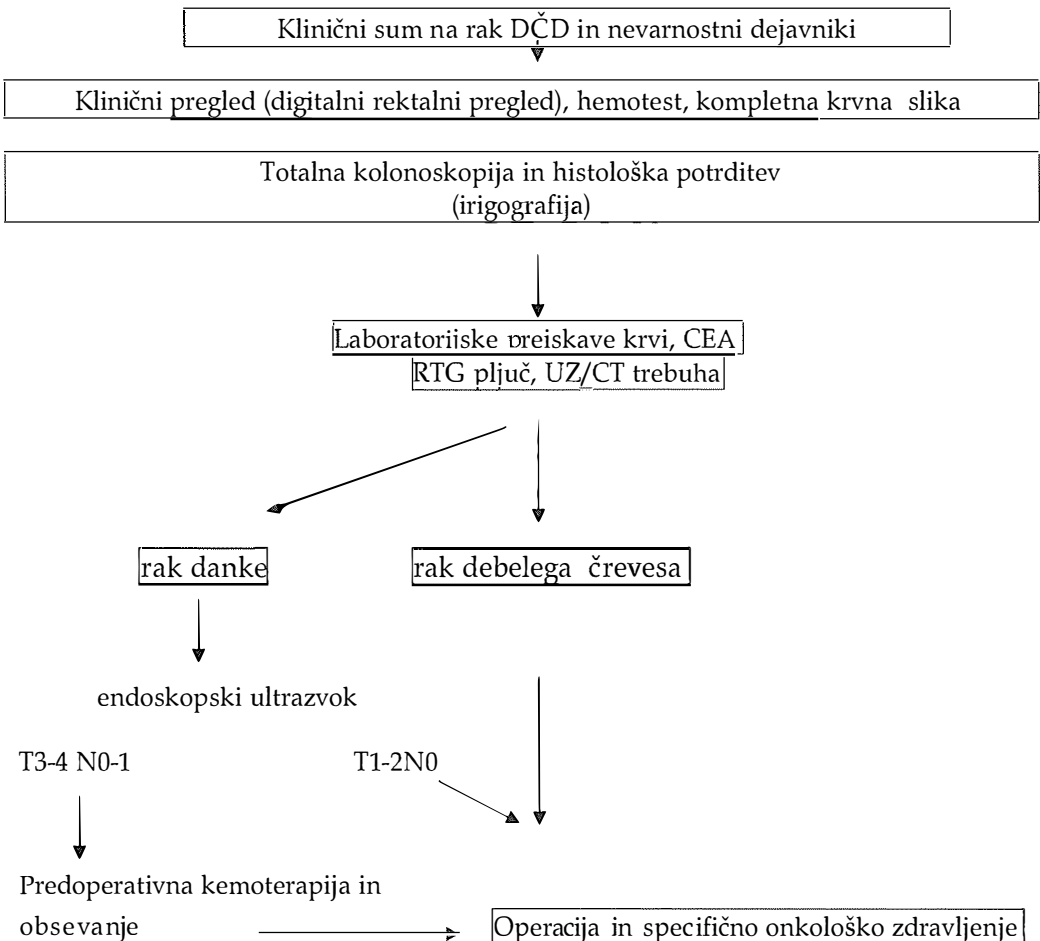 Klinični sum na rak DČD in nevarnostni dejavniki
Klinični pregled (digitalni rektalni pregled), hemotest, kompletna krvna slika
Totalna kolonoskopija in histološka potrditev
(irigografija)
Laboratorijske preiskave krvi, CEA
RTG pljuč, UZ/CT trebuha
rak danke
rak debelega črevesa
endoskopski ultrazvok
T3-4 N0-1
T1-2N0
Predoperativna kemoterapija in
obsevanje
Operacija in specifično onkološko zdravljenje